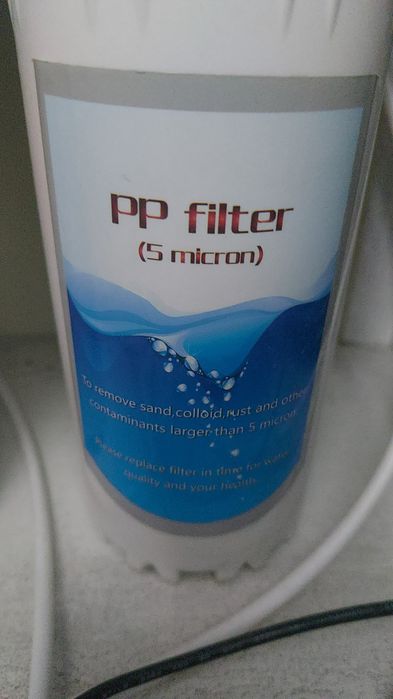 PP filter
(5 micron)
To remove sand,colloid,rust and other
contaminants larger than 5 micron
Please replace filter in time for water
quality and your health.